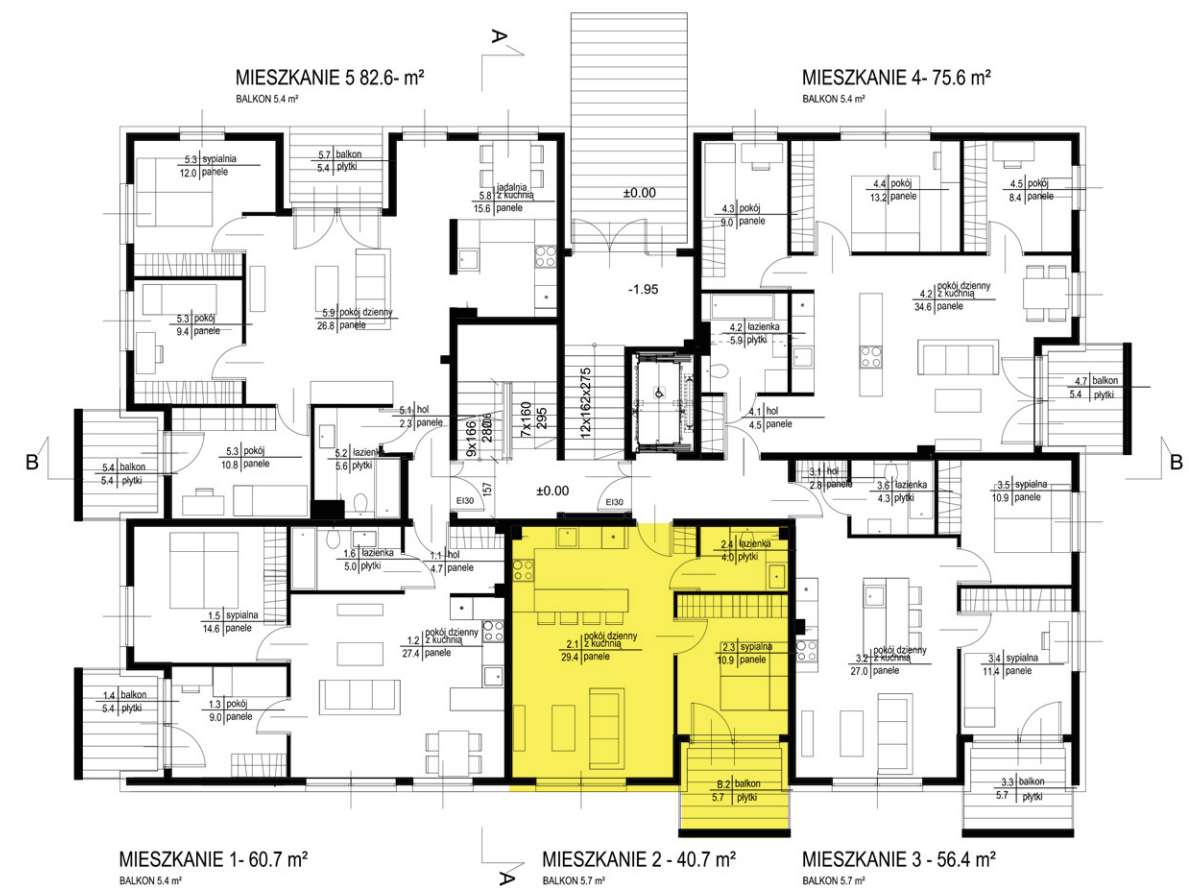 A
MIESZKANIE 5 82.6- m²
BALKON 5.4 m²
MIESZKANIE 4- 75.6 m²
BALKON 5.4 m²
5.3 sypialnia
12.0 panele
5.7 balkon
5.4 płytki
5.8 jadalnia z kuchnią
15.6 panele
±0.00
4.3 pokój
9.0 panele
4.4 pokój
13.2 panele
4.5 pokój
8.4 panele
-1.95
5.3 pokój
9.4 panele
5.9 pokój dzienny
26.8 panele
4.2 pokój dzienny z kuchnią
34.6 panele
4.2 łazienka
5.9 płytki
4.7 balkon
5.4 płytki
5.1 hol
2.3 panele
9x166
7x160
295
12x162x275
4.1 hol
4.5 panele
B
5.4 balkon
5.4 płytki
5.3 pokój
10.8 panele
5.2 łazienka
5.6 płytki
EI30
157
±0.00
EI30
3.1 hol
2.8 panele
3.6 łazienka
4.3 płytki
3.5 sypialna
10.9 panele
B
1.6 łazienka
5.0 płytki
1.1 hol
4.7 panele
2.4 łazienka
4.0 płytki
1.5 sypialna
14.6 panele
1.2 pokój dzienny z kuchnią
27.4 panele
2.1 pokój dzienny z kuchnią
29.4 panele
2.3 sypialna
10.9 panele
3.2 pokój dzienny z kuchnią
27.0 panele
3.4 sypialna
11.4 panele
1.4 balkon
5.4 płytki
1.3 pokój
9.0 panele
B.2 balkon
5.7 płytki
3.3 balkon
5.7 płytki
MIESZKANIE 1- 60.7 m²
BALKON 5.4 m²
A
MIESZKANIE 2 - 40.7 m²
BALKON 5.7 m²
MIESZKANIE 3 - 56.4 m²
BALKON 5.7 m²